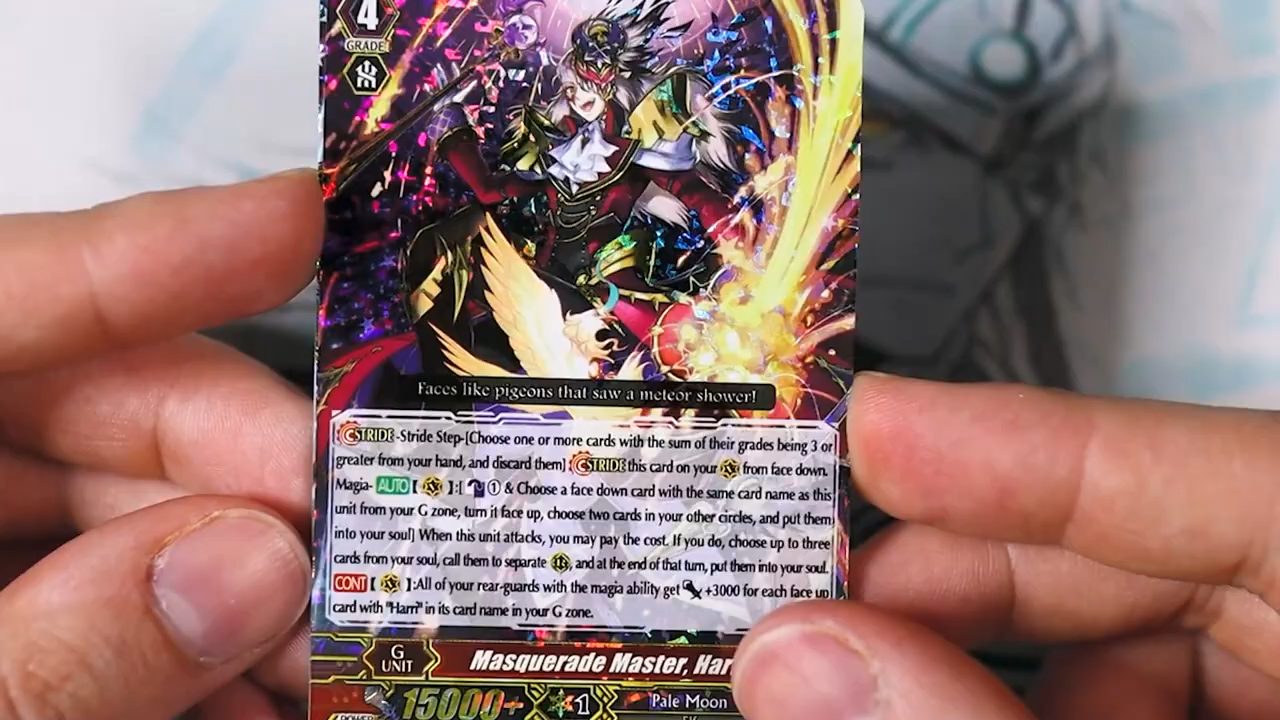 4
GRADE
Faces like pigeons that saw a meteor shower!
STRIDE -Stride Step-[Choose one or more cards with the sum of their grades being 3 or
greater from your hand, and discard them] STRIDE this card on your from face down.
Magia- AUTO【 】:[ ① & Choose a face down card with the same card name as this
unit from your G zone, turn it face up, choose two cards in your other circles, and put them
into your soul] When this unit attacks, you may pay the cost. If you do, choose up to three
cards from your soul, call them to separate , and at the end of that turn, put them into your soul.
CONT【 】:All of your rear-guards with the magia ability get +3000 for each face up
card with "Harri" in its card name in your G zone.
G
UNIT
Masquerade Master, Har
POWER 15000+ 1 Pale Moon